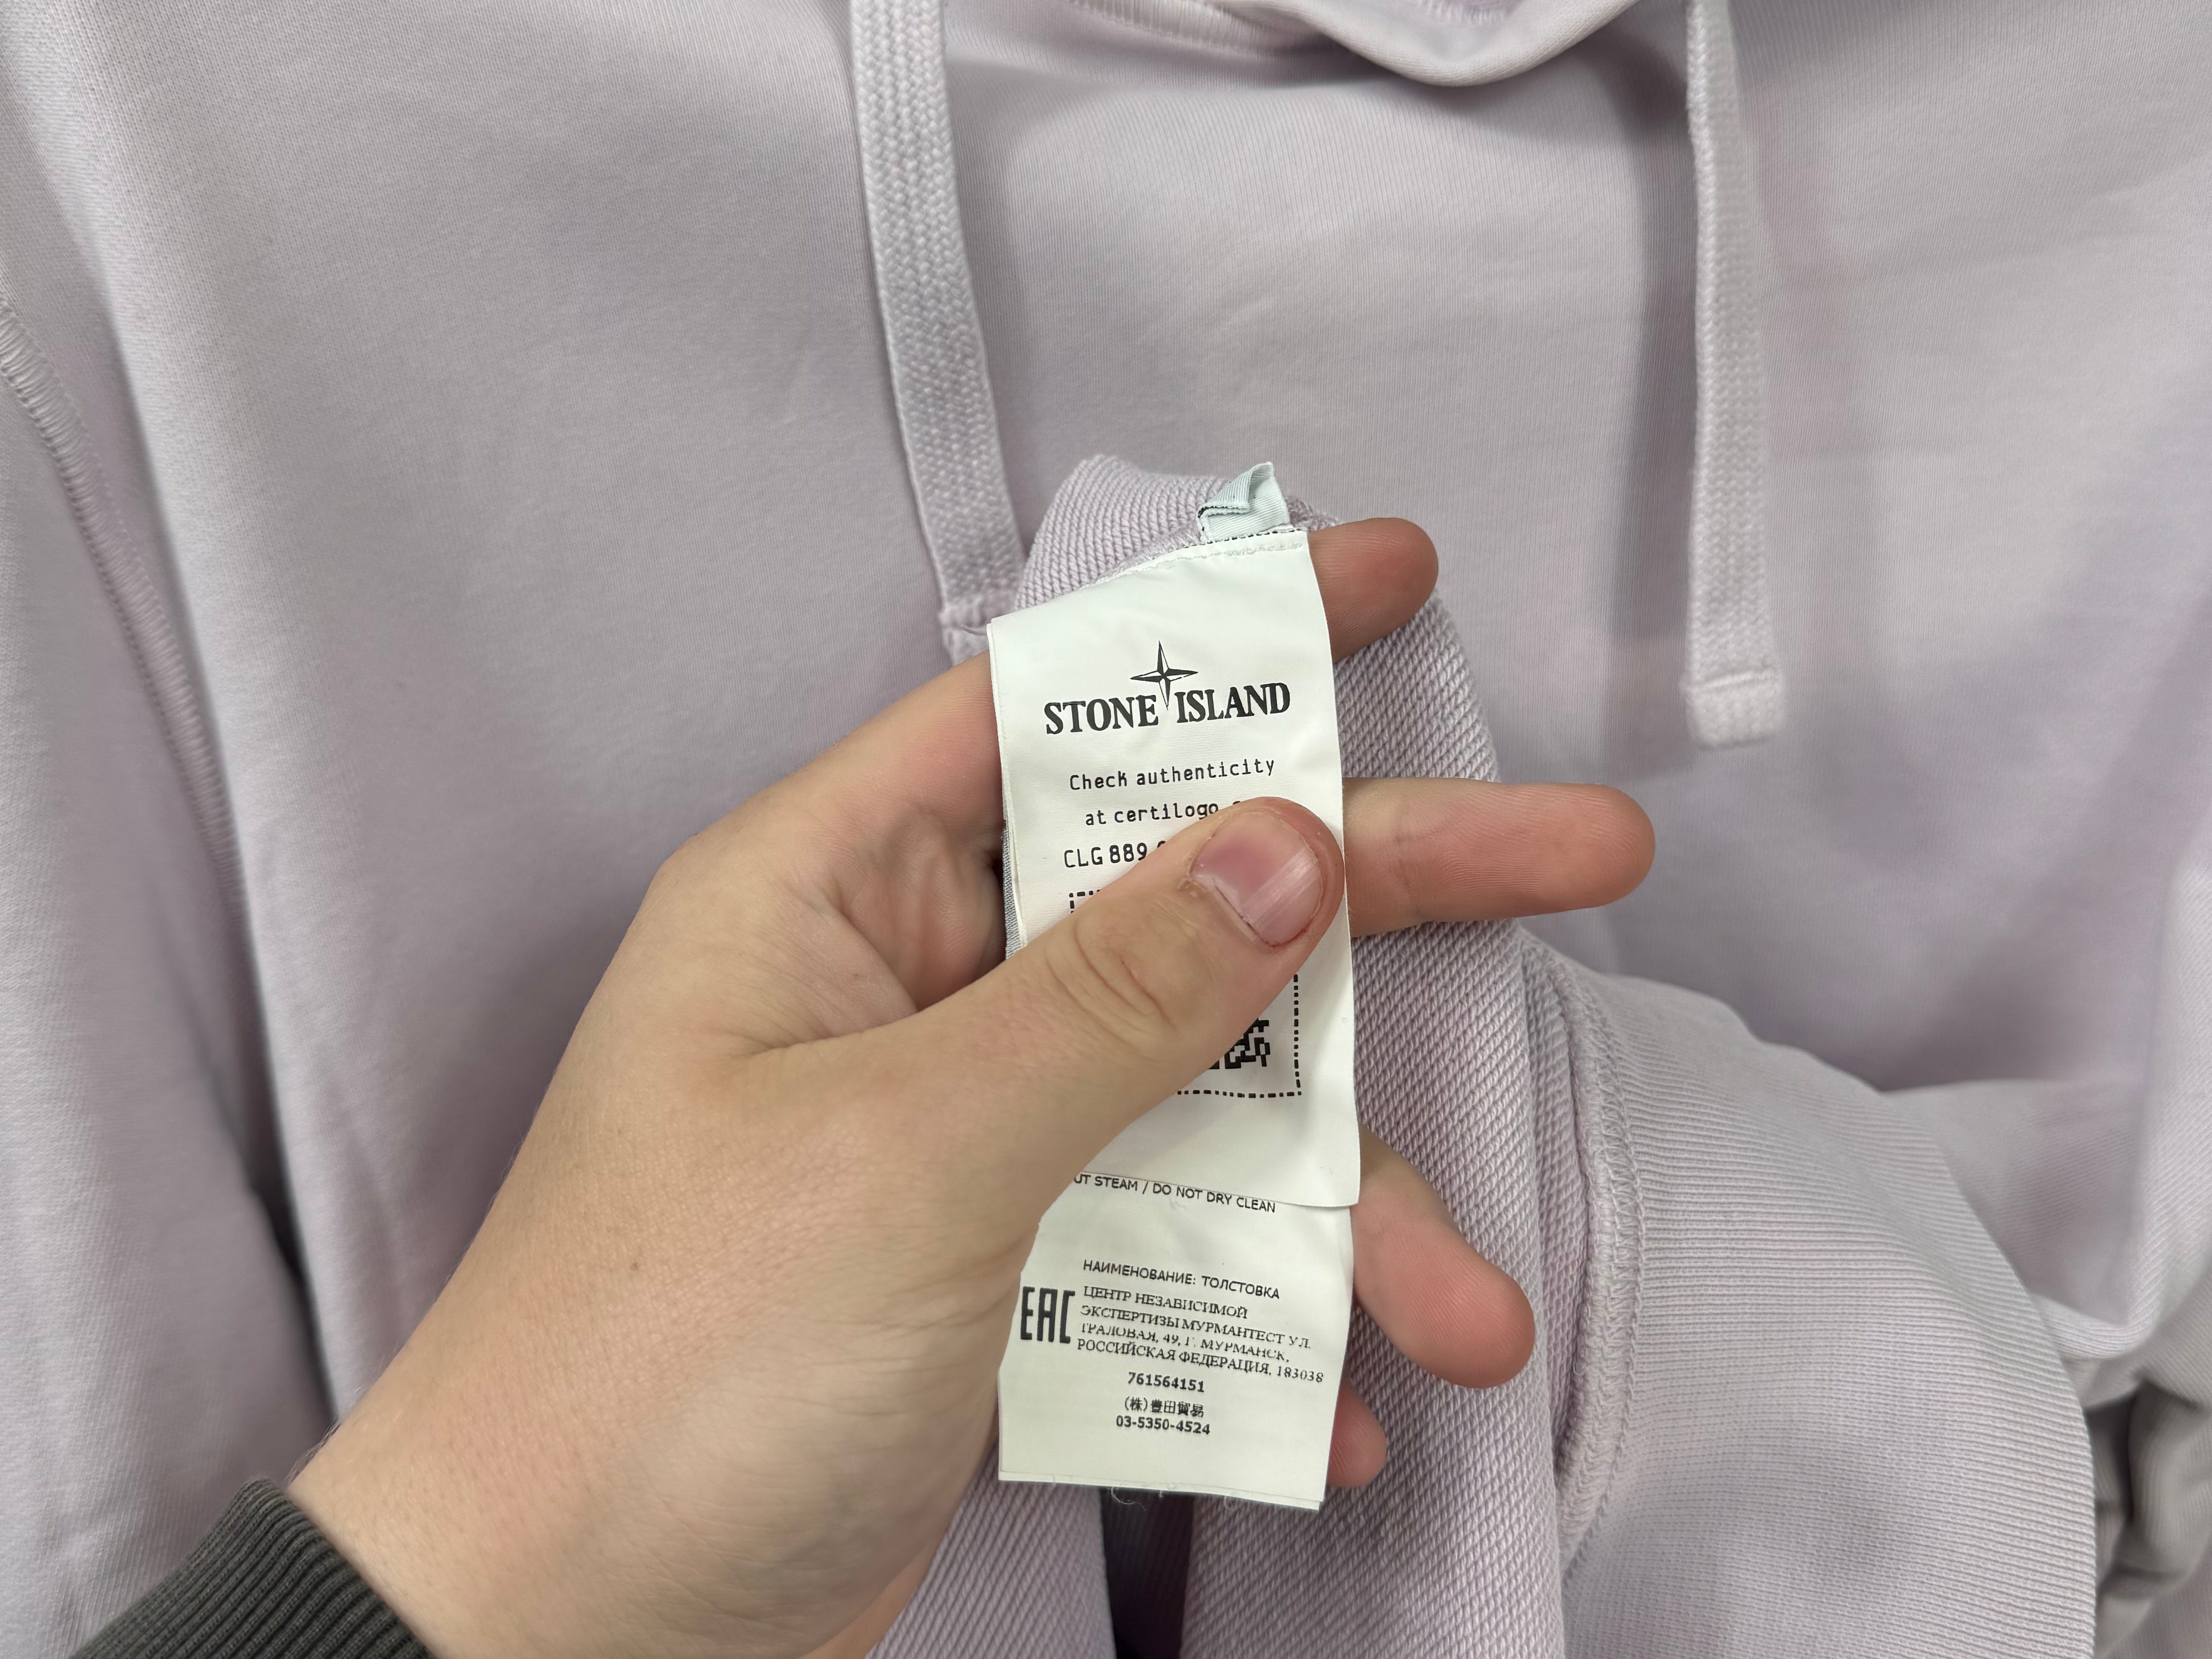 STONE ISLAND
Check authenticity
at certilogo
CLG 889
STEAM / DO NOT DRY CLEAN
НАИМЕНОВАНИЕ: ТОЛСТОВКА
EAC
ЦЕНТР НЕЗАВИСИМОЙ
ЭКСПЕРТИЗЫ МУРМАНТЕСТ УЛ.
ТРАЛОВАЯ, 49, Г. МУРМАНСК,
РОССИЙСКАЯ ФЕДЕРАЦИЯ, 183038
761564151
(株)豊田貿易
03-5350-4524